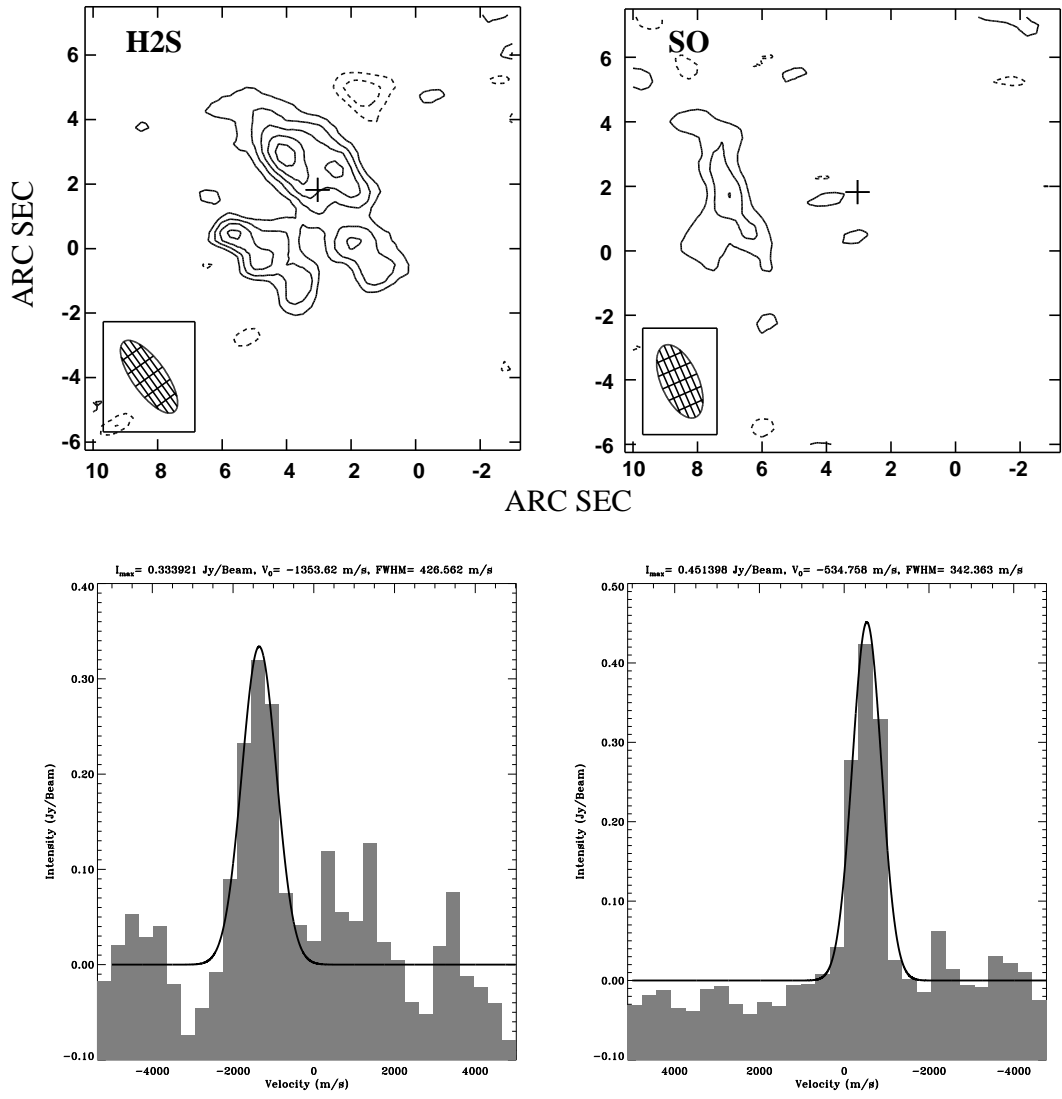 H2S
SO
6
4
2
0
-2
-4
-6
6
4
2
0
-2
-4
-6
ARC SEC
10 8 6 4 2 0 -2
10 8 6 4 2 0 -2
ARC SEC
Imax= 0.333921 Jy/Beam, V0= -1353.62 m/s, FWHM= 426.562 m/s
Imax= 0.451398 Jy/Beam, V0= -534.758 m/s, FWHM= 342.363 m/s
0.40
0.30
0.20
0.10
0.00
-0.10
Intensity (Jy/Beam)
-4000 -2000 0 2000 4000
Velocity (m/s)
0.50
0.40
0.30
0.20
0.10
0.00
-0.10
Intensity (Jy/Beam)
4000 2000 0 -2000 -4000
Velocity (m/s)